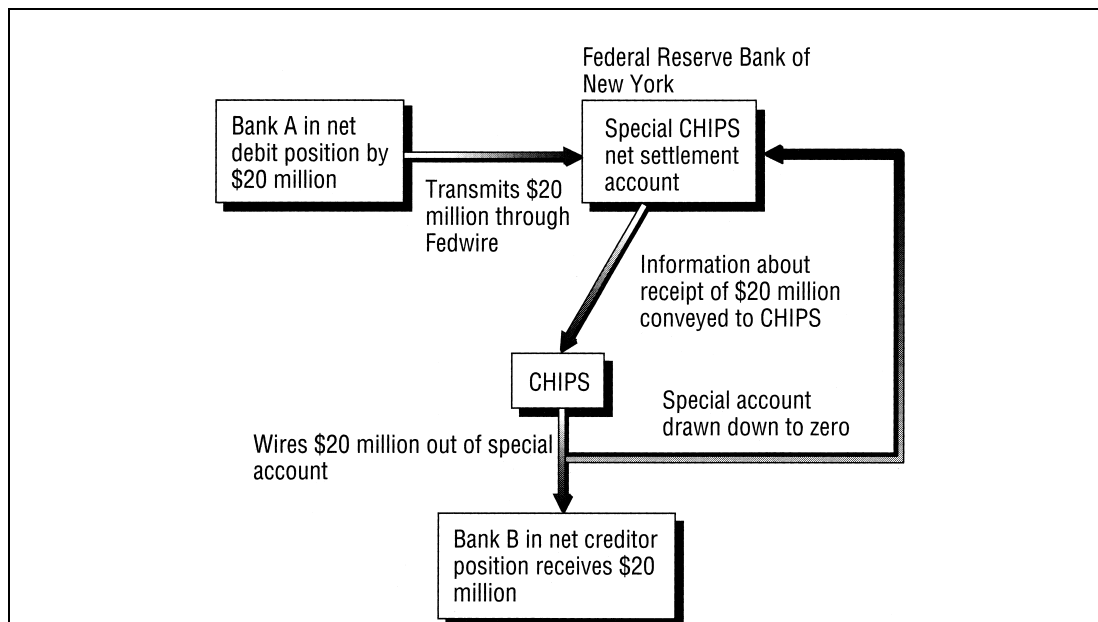 Federal Reserve Bank of
New York
Bank A in net
debit position by
$20 million
Special CHIPS
net settlement
account
Transmits $20
million through
Fedwire
Information about
receipt of $20 million
conveyed to CHIPS
CHIPS
Special account
drawn down to zero
Wires $20 million out of special
account
Bank B in net creditor
position receives $20
million